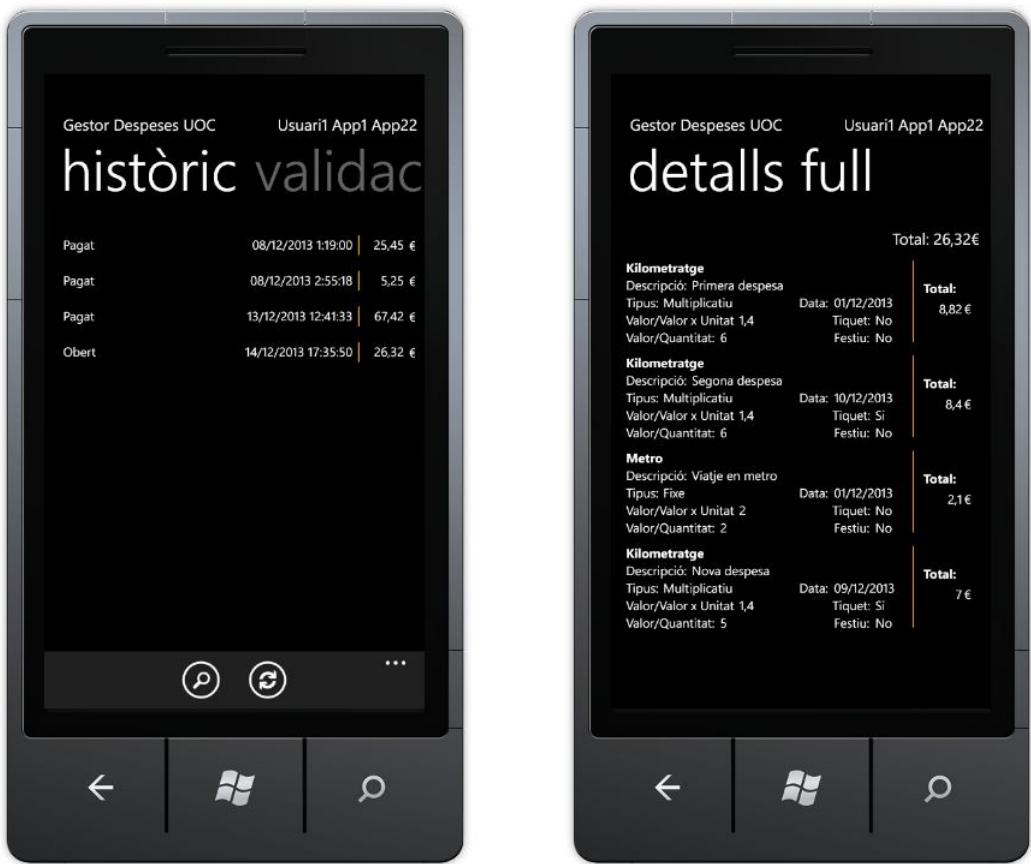 Gestor Despeses UOC Usuari1 App1 App22
històric validac
Pagat 08/12/2013 1:19:00 25,45 €
Pagat 08/12/2013 2:55:18 5,25 €
Pagat 13/12/2013 12:41:33 67,42 €
Obert 14/12/2013 17:35:50 26,32 €
Gestor Despeses UOC Usuari1 App1 App22
detalls full
Total: 26,32€
Kilometratge
Descripció: Primera despesa Total:
Tipus: Multiplicatiu Data: 01/12/2013 8,82 €
Valor/Valor x Unitat 1,4 Tiquet: No
Valor/Quantitat: 6 Festiu: No
Kilometratge
Descripció: Segona despesa Total:
Tipus: Multiplicatiu Data: 10/12/2013 8,4 €
Valor/Valor x Unitat 1,4 Tiquet: Si
Valor/Quantitat: 6 Festiu: No
Metro
Descripció: Viatje en metro Total:
Tipus: Fixe Data: 01/12/2013 2,1 €
Valor/Valor x Unitat 2 Tiquet: No
Valor/Quantitat: 2 Festiu: No
Kilometratge
Descripció: Nova despesa Total:
Tipus: Multiplicatiu Data: 09/12/2013 7 €
Valor/Valor x Unitat 1,4 Tiquet: Si
Valor/Quantitat: 5 Festiu: No